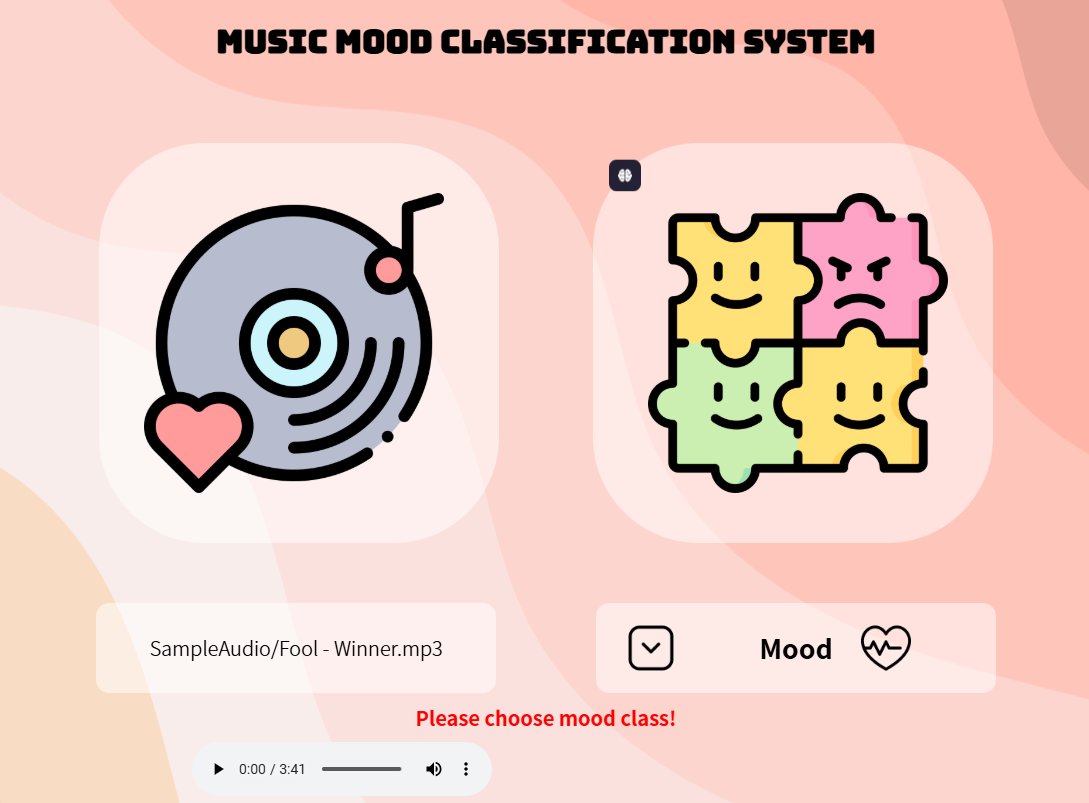 MUSIC MOOD CLASSIFICATION SYSTEM
SampleAudio/Fool - Winner.mp3
Mood
Please choose mood class!
0:00 / 3:41